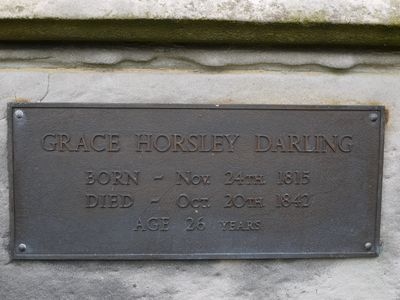 GRACE HORSLEY DARLING
BORN ~ NOV. 24TH 1815
DIED ~ OCT. 20TH 1842
AGE 26 YEARS